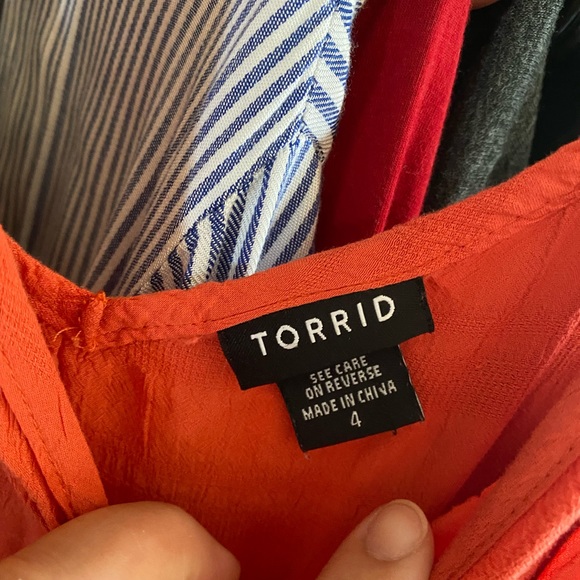 TORRID
SEE CARE
ON REVERSE
MADE IN CHINA
4